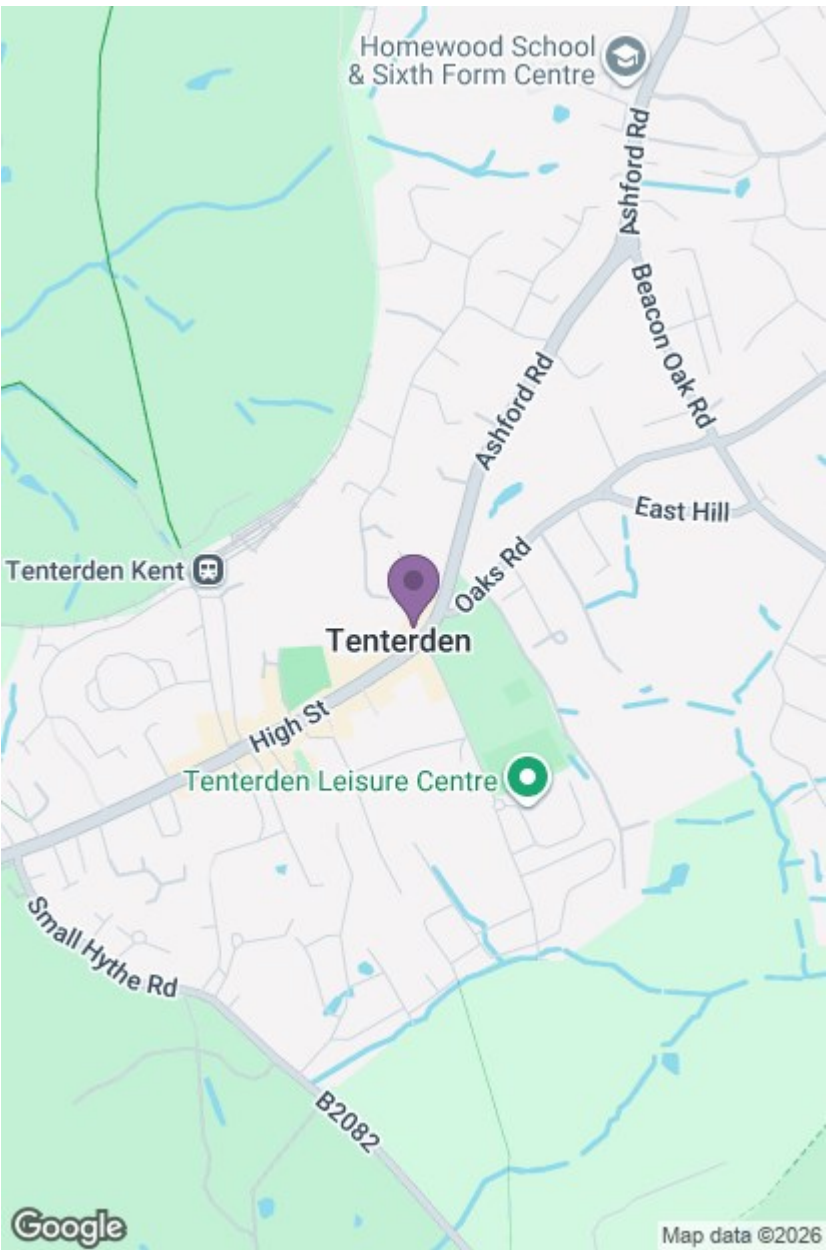 Homewood School
& Sixth Form Centre
Ashford Rd
Beacon Oak Rd
Ashford Rd
East Hill
Oaks Rd
Tenterden Kent
Tenterden
High St
Tenterden Leisure Centre
Small Hythe Rd
B2082
Google
Map data ©2026